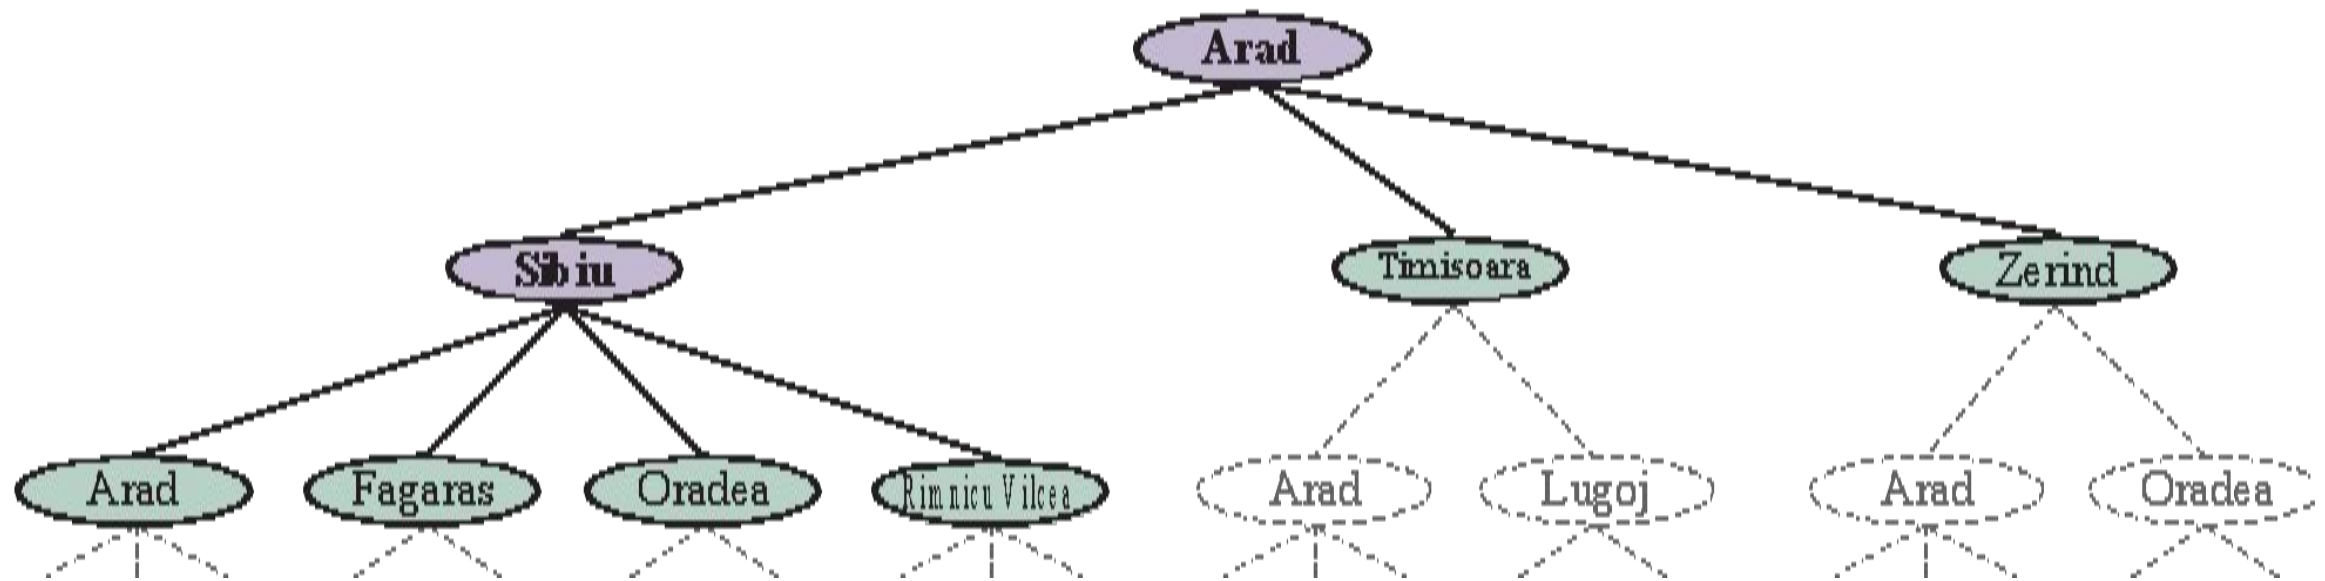 Arad
Sibiu
Timisoara
Zerind
Arad
Fagaras
Oradea
Rimnicu Vilcea
Arad
Lugoj
Arad
Oradea